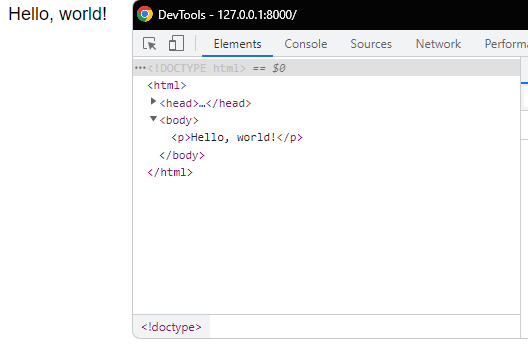 Hello, world!
DevTools - 127.0.0.1:8000/
Elements Console Sources Network Performa
<!DOCTYPE html> == $0
<html>
<head>…</head>
<body>
<p>Hello, world!</p>
</body>
</html>
<!doctype>